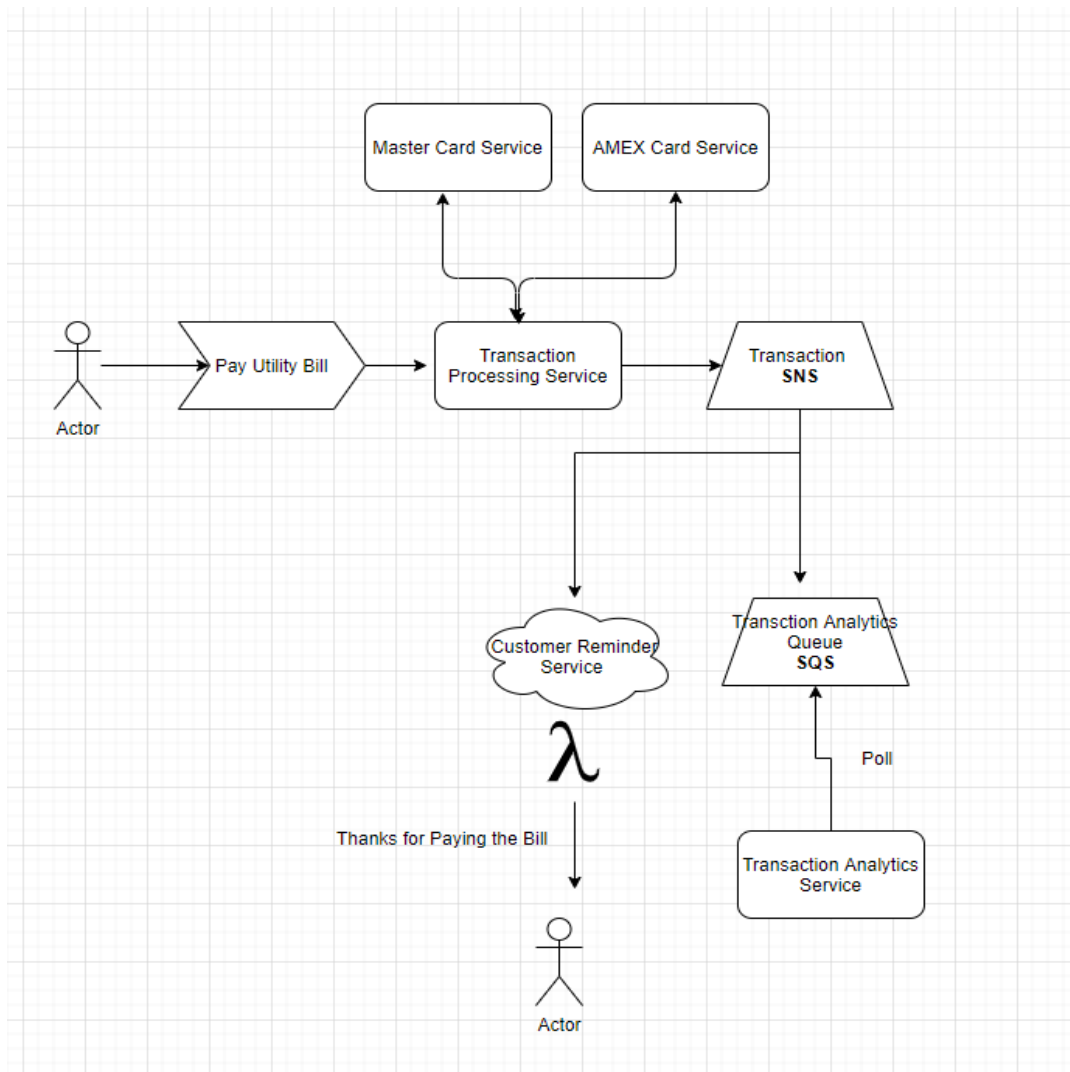 Master Card Service
AMEX Card Service
Pay Utility Bill
Transaction
Processing Service
Transaction
SNS
Actor
Customer Reminder
Service
Transction Analytics
Queue
SQS
λ
Poll
Thanks for Paying the Bill
Transaction Analytics
Service
Actor